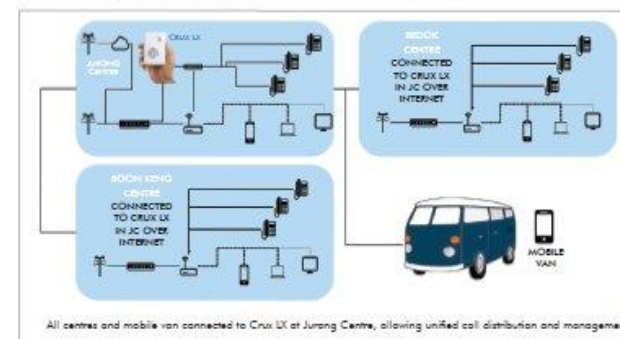 JURONG
CENTRE
CRUX LX
BEDOK
CENTRE
CONNECTED
TO CRUX LX
IN JC OVER
INTERNET
BOON KENG
CENTRE
CONNECTED
TO CRUX LX
IN JC OVER
INTERNET
MOBILE
VAN
All centres and mobile van connected to Crux LX at Jurong Centre, allowing unified call distribution and manageme